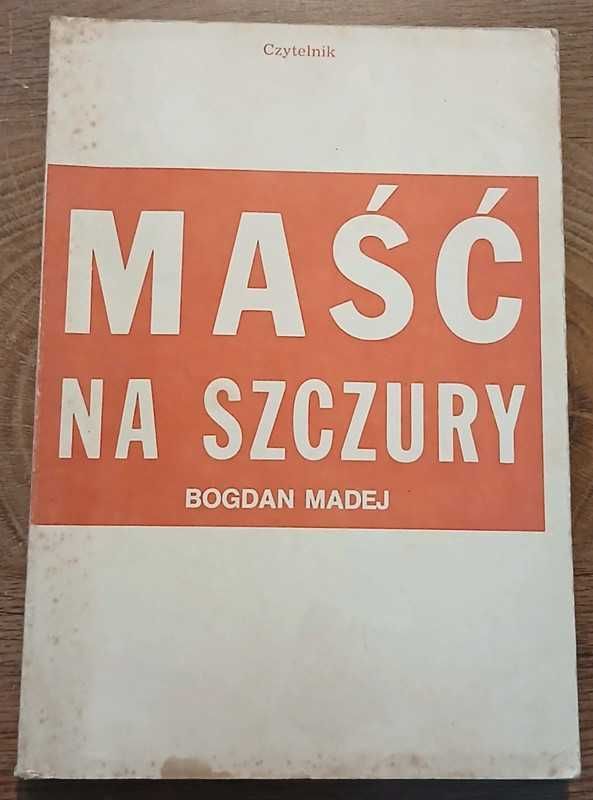 Czytelnik
MAŚĆ
NA SZCZURY
BOGDAN MADEJ